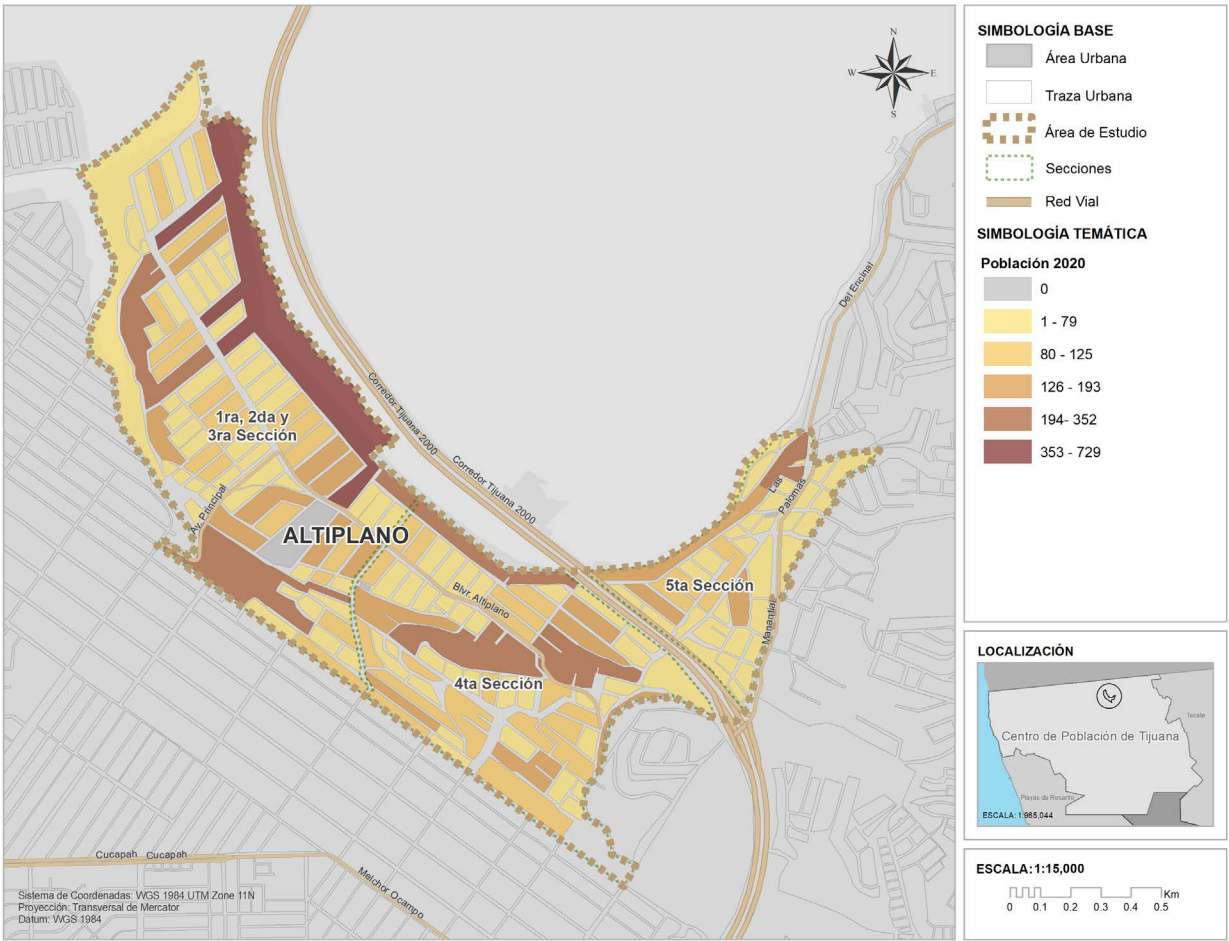 N
W
E
S
Del Encinal
Corredor Tijuana 2000
Corredor Tijuana 2000
1ra, 2da y
3ra Sección
Av. Principal
ALTIPLANO
Las
Palomas
5ta Sección
Blvr. Altiplano
Manantial
4ta Sección
Cucapah
Cucapah
Melchor Ocampo
Sistema de Coordenadas: WGS 1984 UTM Zone 11N
Proyección: Transversal de Mercator
Datum: WGS 1984
SIMBOLOGÍA BASE
Área Urbana
Traza Urbana
Área de Estudio
Secciones
Red Vial
SIMBOLOGÍA TEMÁTICA
Población 2020
0
1 - 79
80 - 125
126 - 193
194- 352
353 - 729
LOCALIZACIÓN
Tecate
Centro de Población de Tijuana
Playas de Rosarito
ESCALA: 1:965,044
ESCALA: 1:15,000
Km
0 0.1 0.2 0.3 0.4 0.5